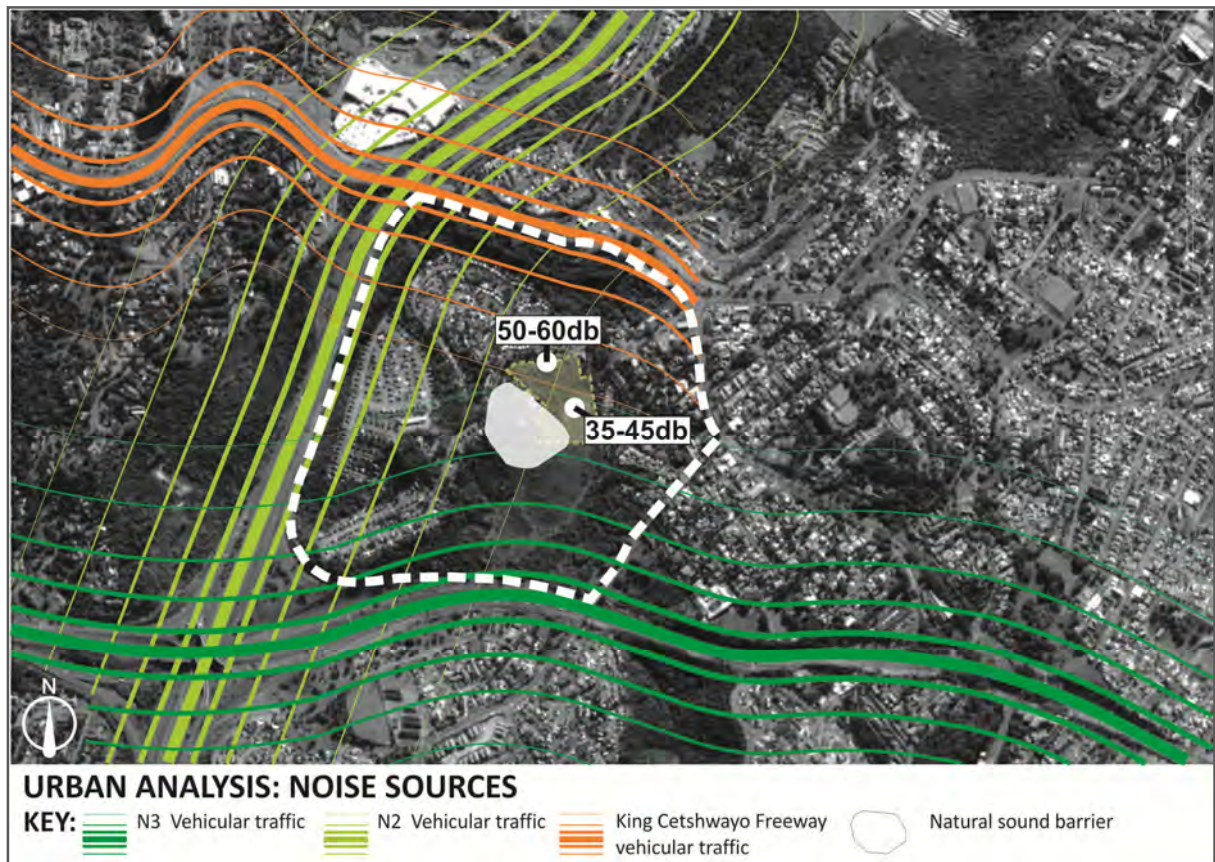 50-60db
35-45db
N
URBAN ANALYSIS: NOISE SOURCES
KEY: N3 Vehicular traffic N2 Vehicular traffic King Cetshwayo Freeway Natural sound barrier
vehicular traffic